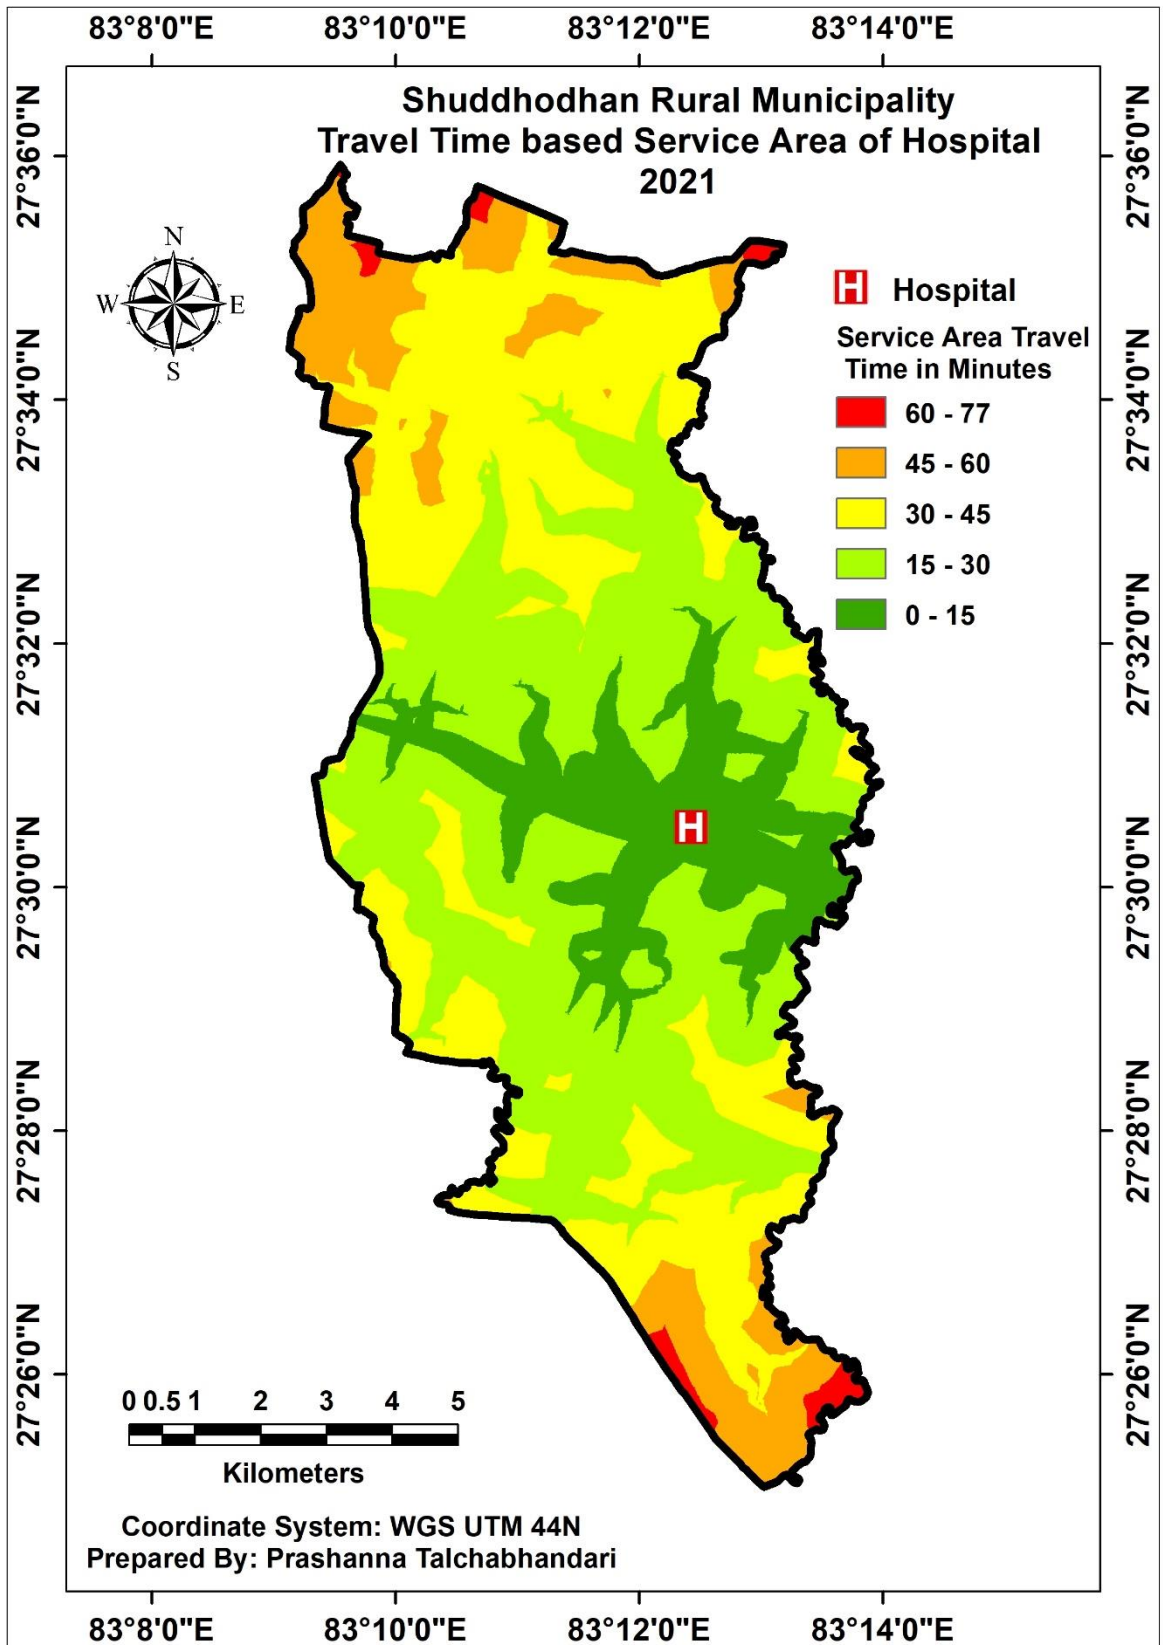 83°8'0"E 83°10'0"E 83°12'0"E 83°14'0"E
Shuddhodhan Rural Municipality
Travel Time based Service Area of Hospital
2021
27°36'0"N 27°36'0"N
N
W E
S
H Hospital
Service Area Travel
Time in Minutes
60 - 77
45 - 60
30 - 45
15 - 30
0 - 15
27°34'0"N 27°34'0"N
27°32'0"N 27°32'0"N
H
27°30'0"N 27°30'0"N
27°28'0"N 27°28'0"N
27°26'0"N 27°26'0"N
0 0.5 1 2 3 4 5
Kilometers
Coordinate System: WGS UTM 44N
Prepared By: Prashanna Talchabhandari
83°8'0"E 83°10'0"E 83°12'0"E 83°14'0"E